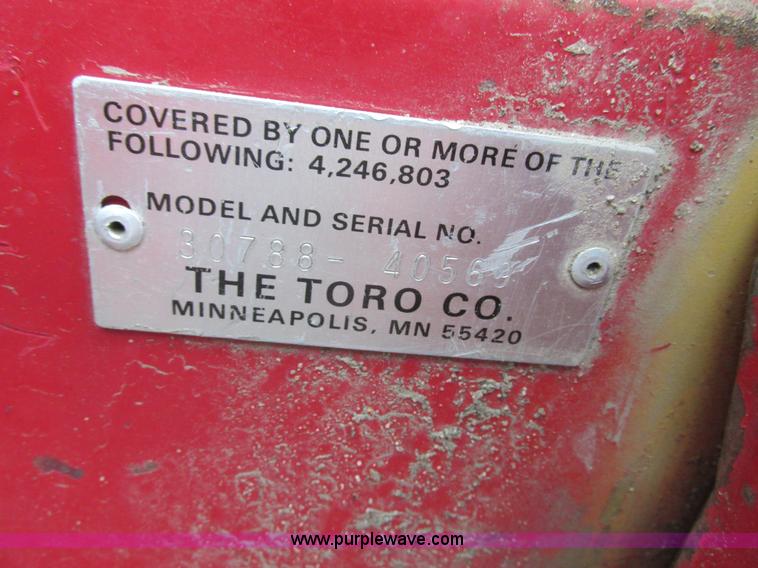 COVERED BY ONE OR MORE OF THE
FOLLOWING: 4,246,803
MODEL AND SERIAL NO.
30788-
THE TORO CO.
MINNEAPOLIS, MN 55420
www.purplewave.com